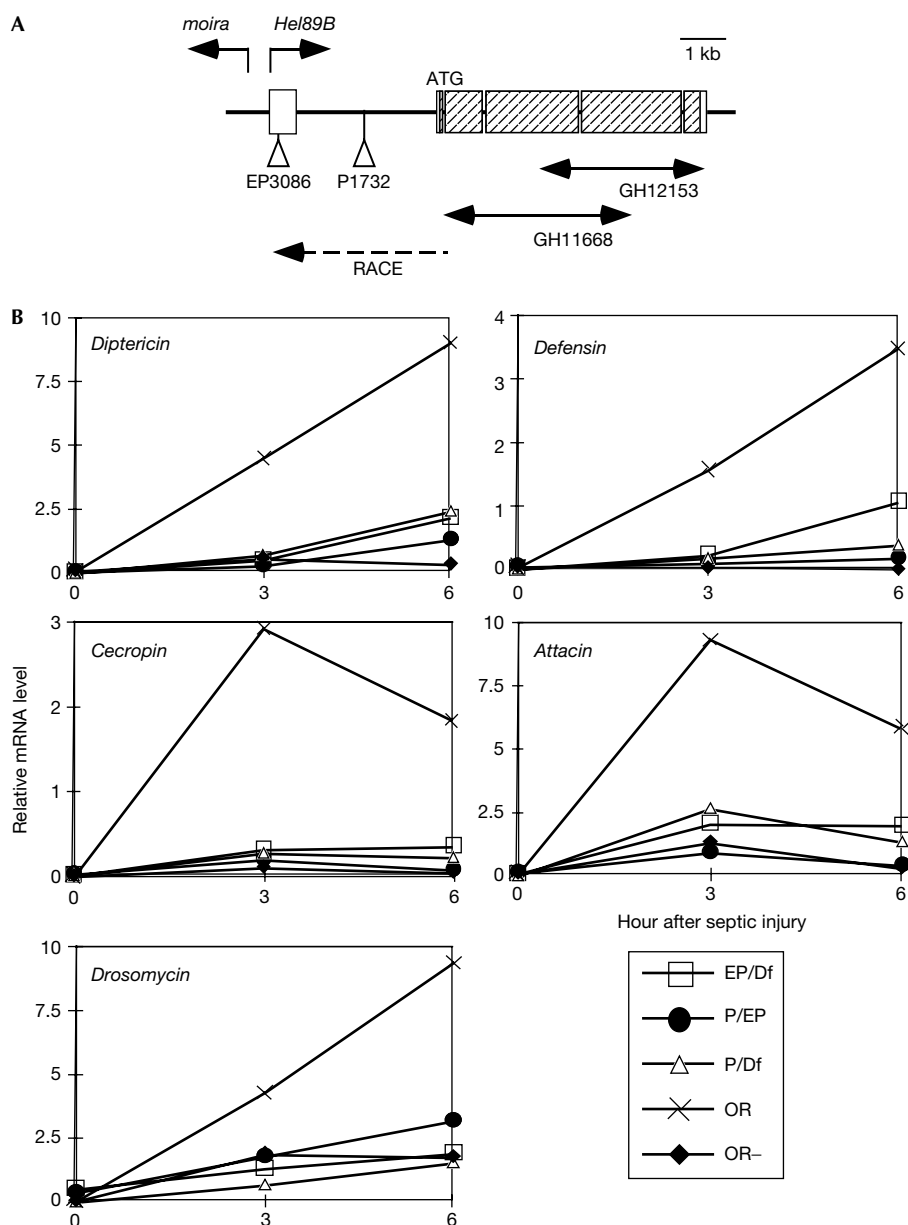 A
moira
Hel89B
1 kb
ATG
EP3086
P1732
GH12153
GH11668
RACE
B
Relative mRNA level
10
7.5
5
2.5
0
Diptericin
0 3 6
4
3
2
1
0
Defensin
0 3 6
3
2
1
0
Cecropin
0 3 6
10
7.5
5
2.5
0
Attacin
0 3 6
Hour after septic injury
10
7.5
5
2.5
0
Drosomycin
0 3 6
EP/Df
P/EP
P/Df
OR
OR–